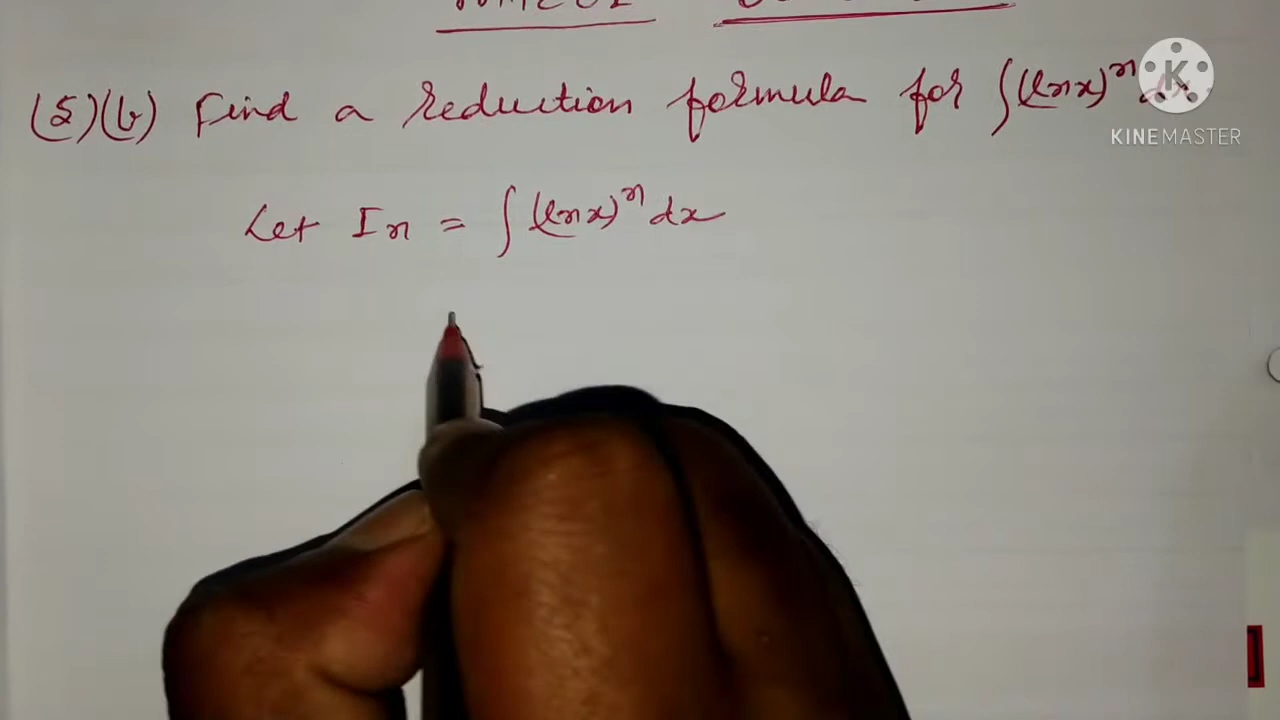 (5)(b) Find a reduction formula for ∫(lnx)ⁿ dx
KINEMASTER
Let Iₙ = ∫(lnx)ⁿ dx